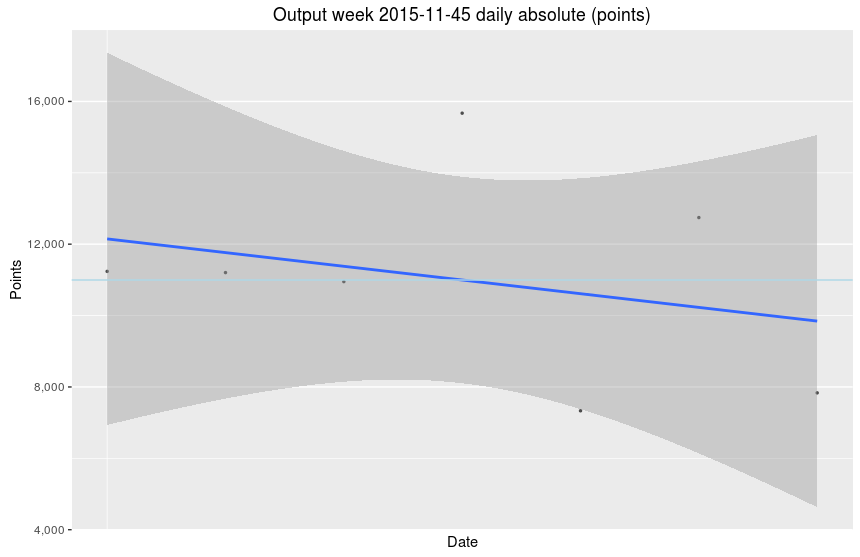 Output week 2015-11-45 daily absolute (points)
16,000
12,000
8,000
4,000
Points
Date